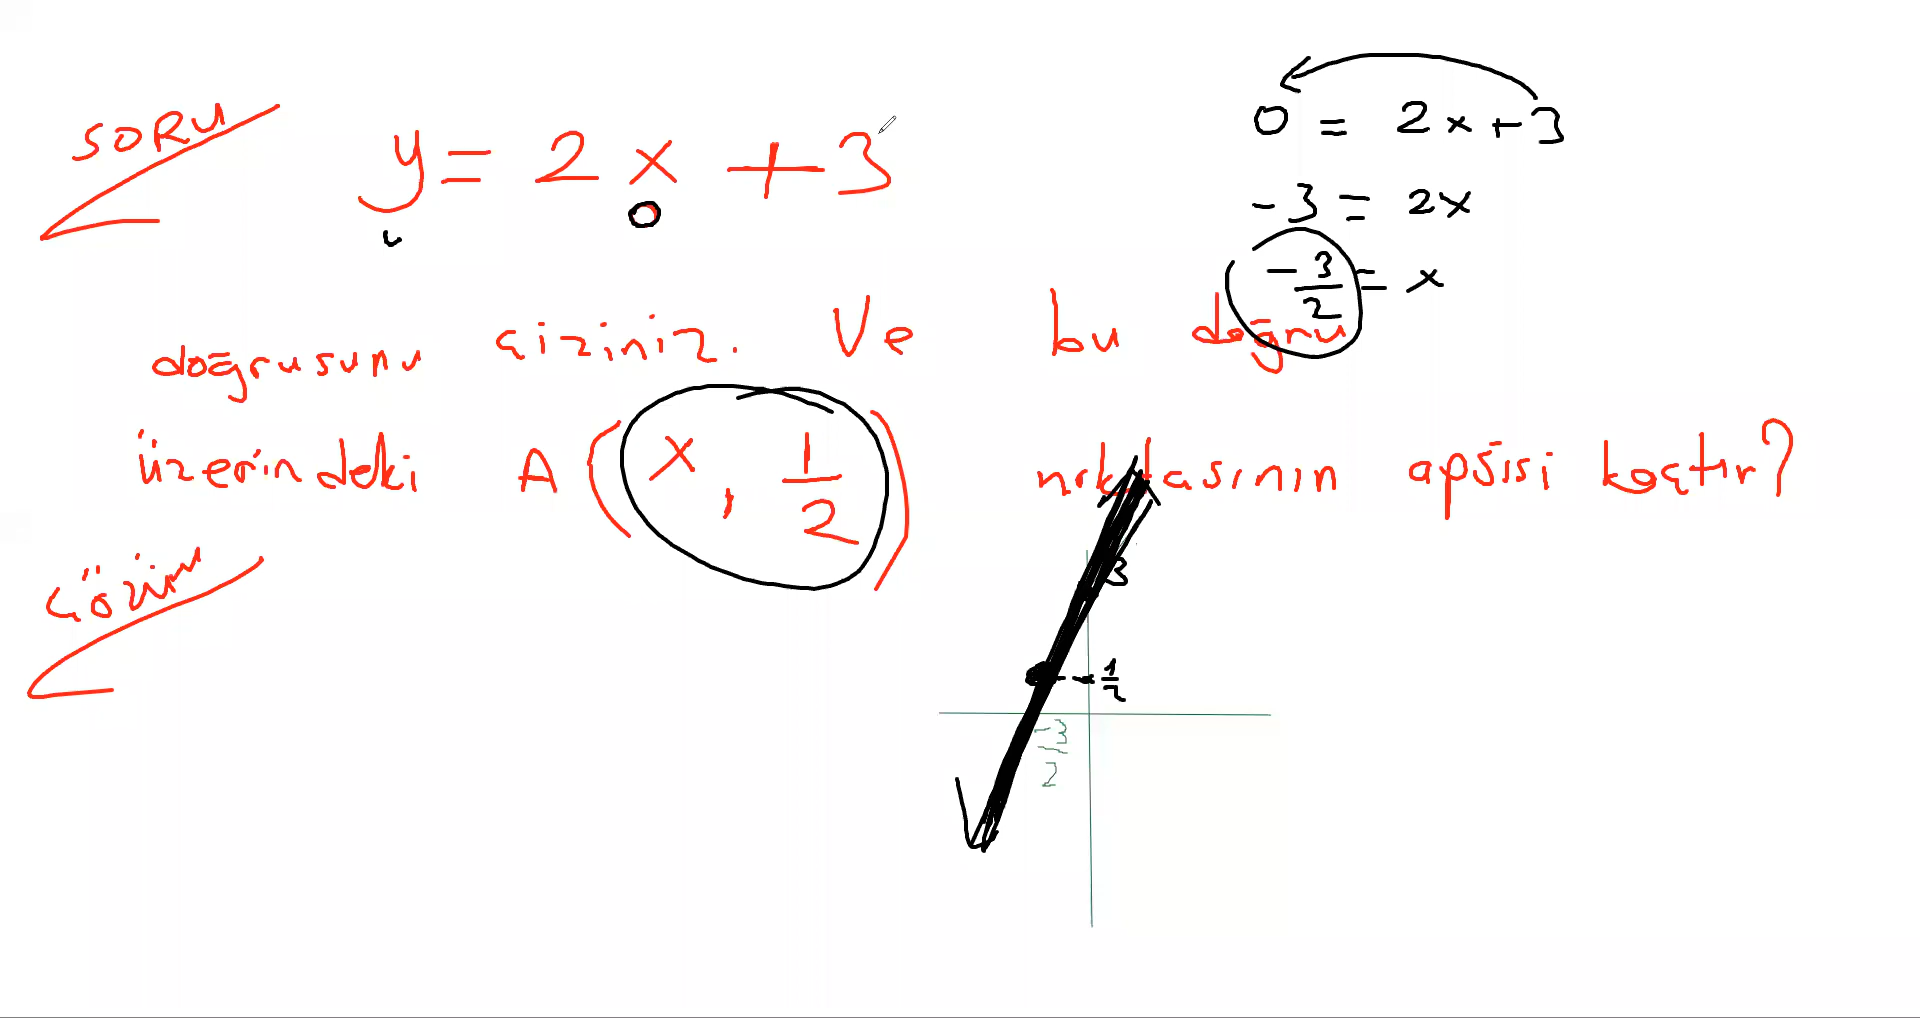 SORU
y = 2x + 3
0
0 = 2x+3
-3 = 2x
-3/2 = x
doğrusunu çiziniz. Ve bu doğru
üzerindeki A (x, 1/2) noktasının apsisi kaçtır?
Çözüm
3
1/2
-3/2